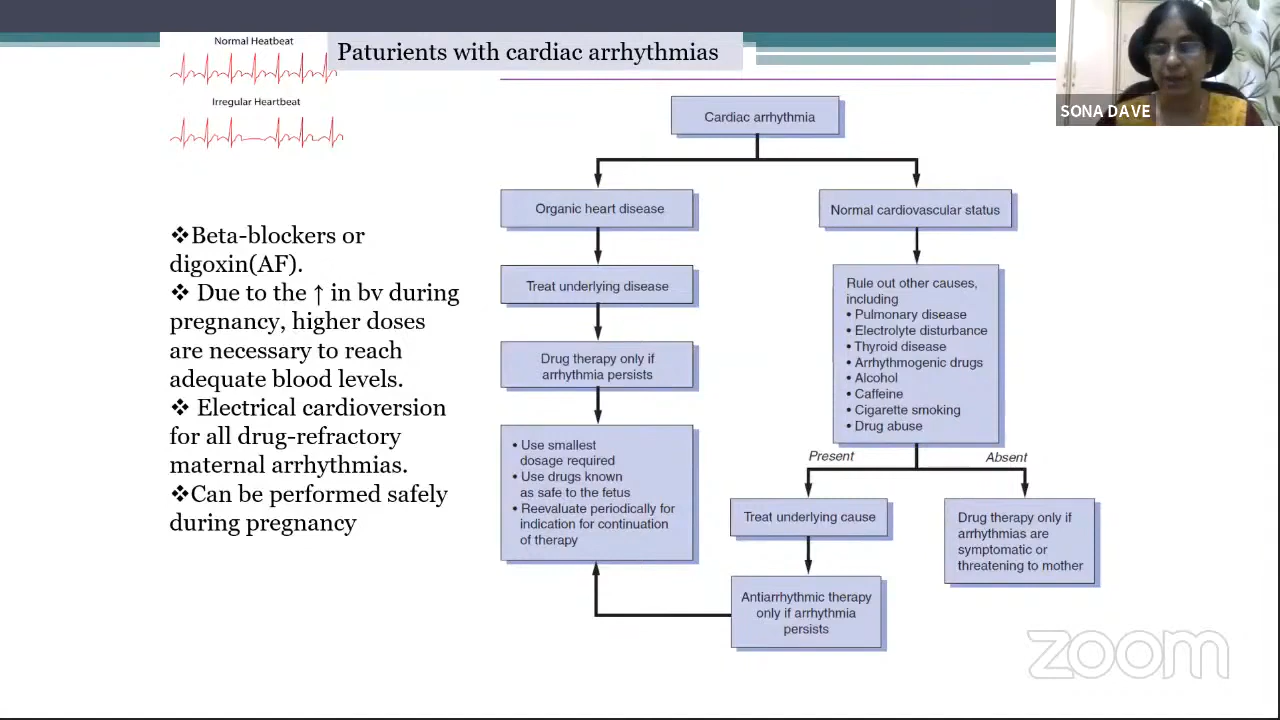 Normal Heatbeat
Irregular Heartbeat
Paturients with cardiac arrhythmias
SONA DAVE
❖Beta-blockers or
digoxin(AF).
❖ Due to the ↑ in bv during
pregnancy, higher doses
are necessary to reach
adequate blood levels.
❖ Electrical cardioversion
for all drug-refractory
maternal arrhythmias.
❖Can be performed safely
during pregnancy
Cardiac arrhythmia
Organic heart disease
Treat underlying disease
Drug therapy only if
arrhythmia persists
• Use smallest
dosage required
• Use drugs known
as safe to the fetus
• Reevaluate periodically for
indication for continuation
of therapy
Normal cardiovascular status
Rule out other causes,
including
• Pulmonary disease
• Electrolyte disturbance
• Thyroid disease
• Arrhythmogenic drugs
• Alcohol
• Caffeine
• Cigarette smoking
• Drug abuse
Present
Absent
Treat underlying cause
Antiarrhythmic therapy
only if arrhythmia
persists
Drug therapy only if
arrhythmias are
symptomatic or
threatening to mother
zoom